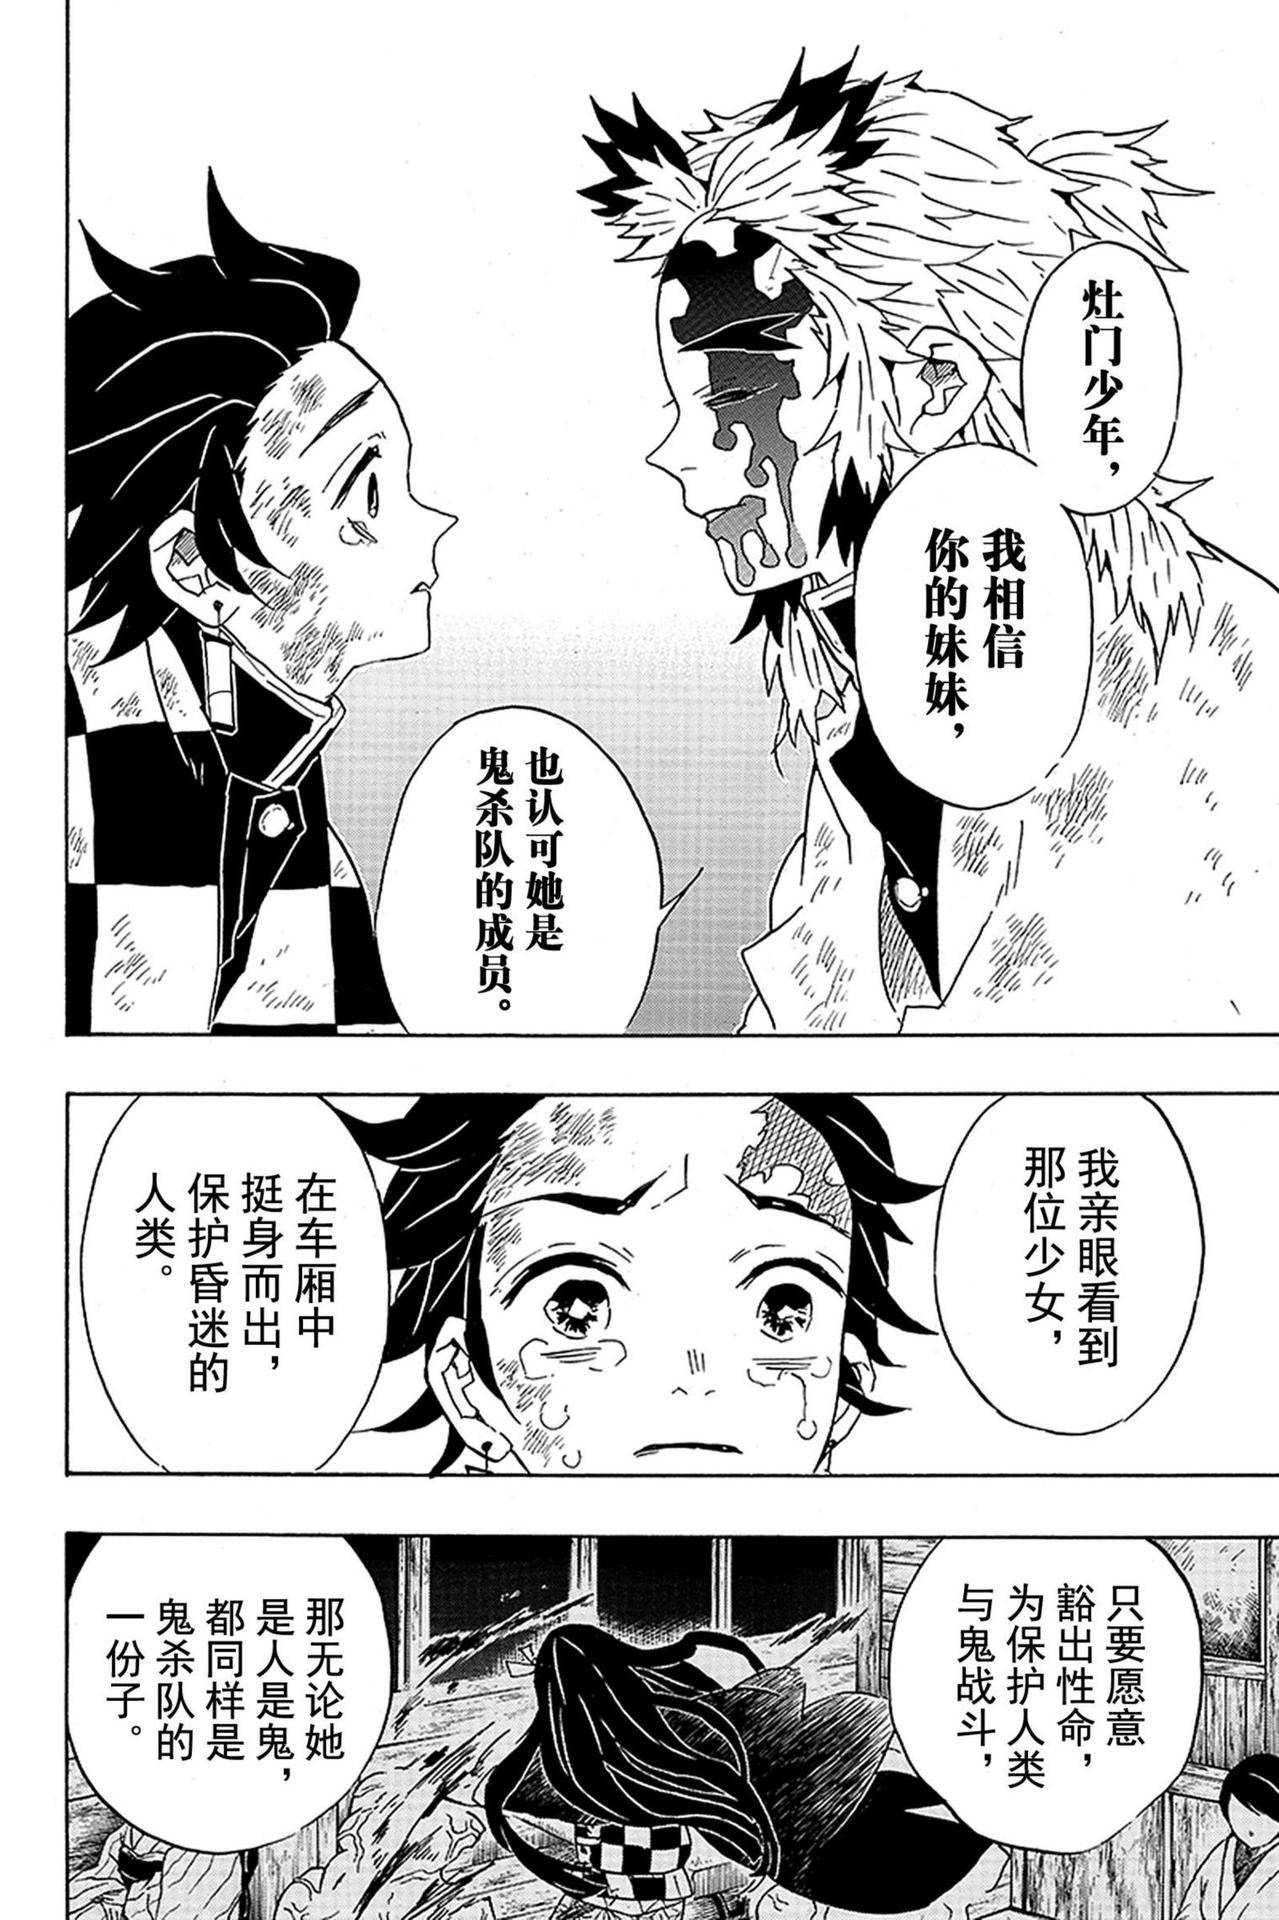 灶门少年，
我相信
你的妹妹，
也认可她是
鬼杀队的成员。
我亲眼看到
那位少女，
在车厢中
挺身而出，
保护昏迷的
人类。
只要愿意
豁出性命，
为保护人类
与鬼战斗，
那无论她
是人是鬼，
都同样是
鬼杀队的
一份子。